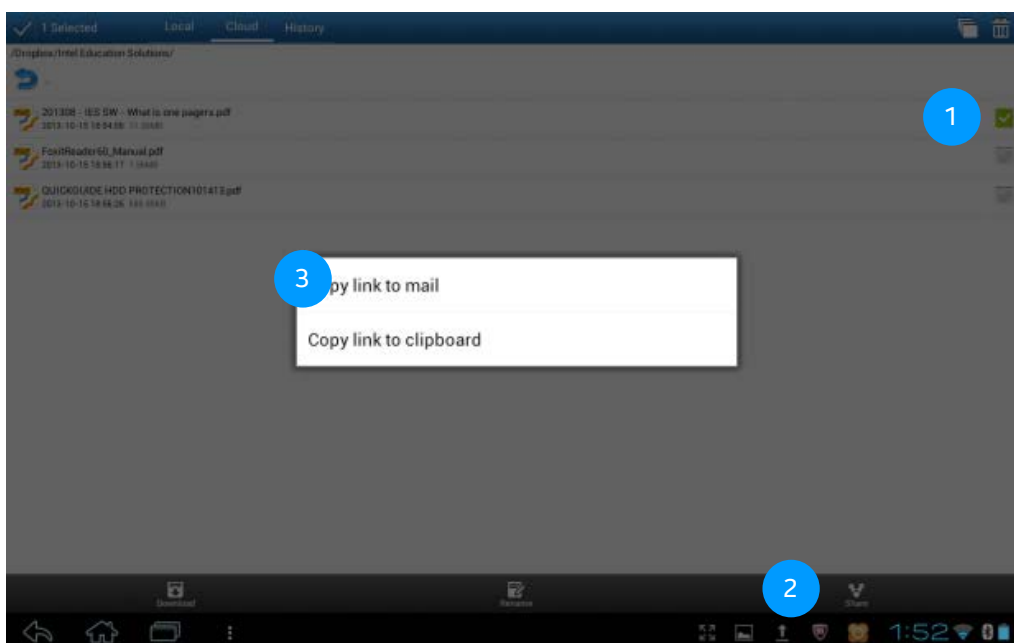 1 Selected Local Cloud History
/Dropbox/Intel Education Solutions/
201308 - IES SW - What is one pagers.pdf
1
FoxitReader60_Manual.pdf
QUICKGUIDE HDD PROTECTION101413.pdf
3 py link to mail
Copy link to clipboard
2
Download Rename Share
1:52